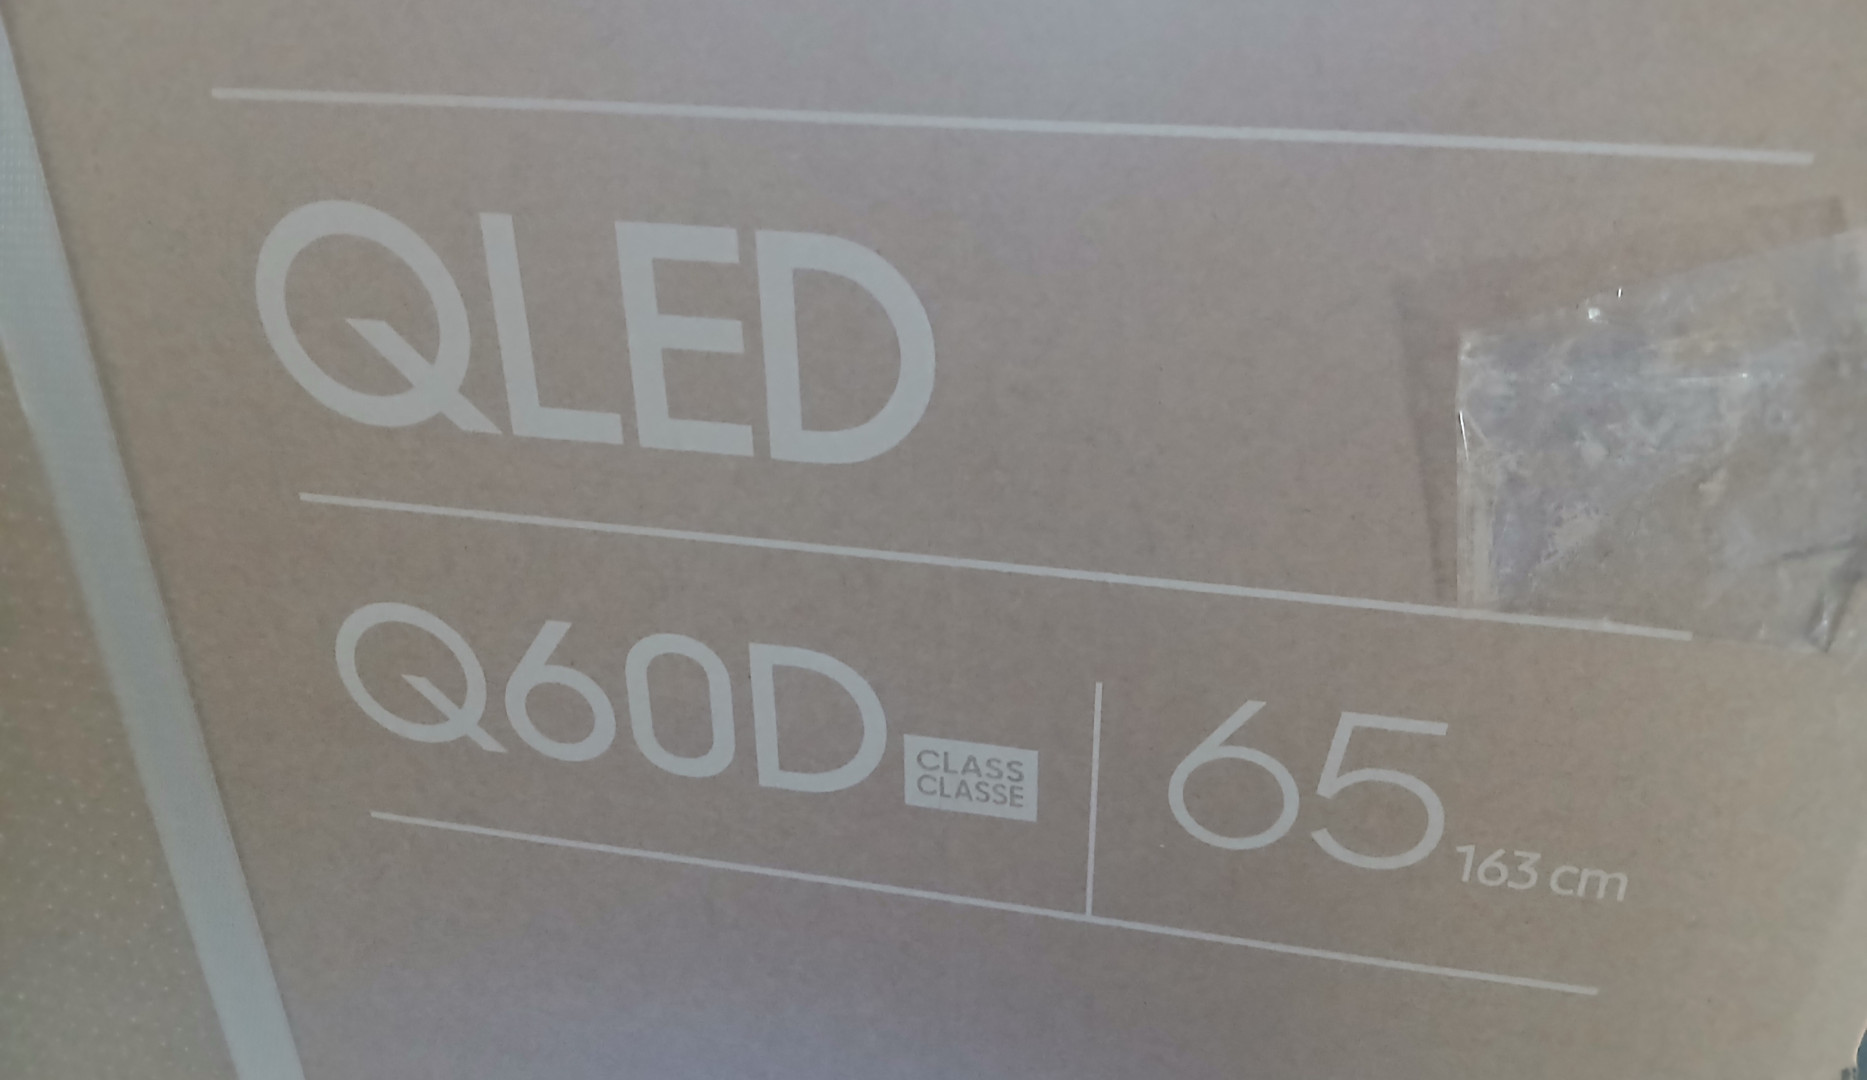 QLED
Q60D CLASS
CLASSE
65 163 cm